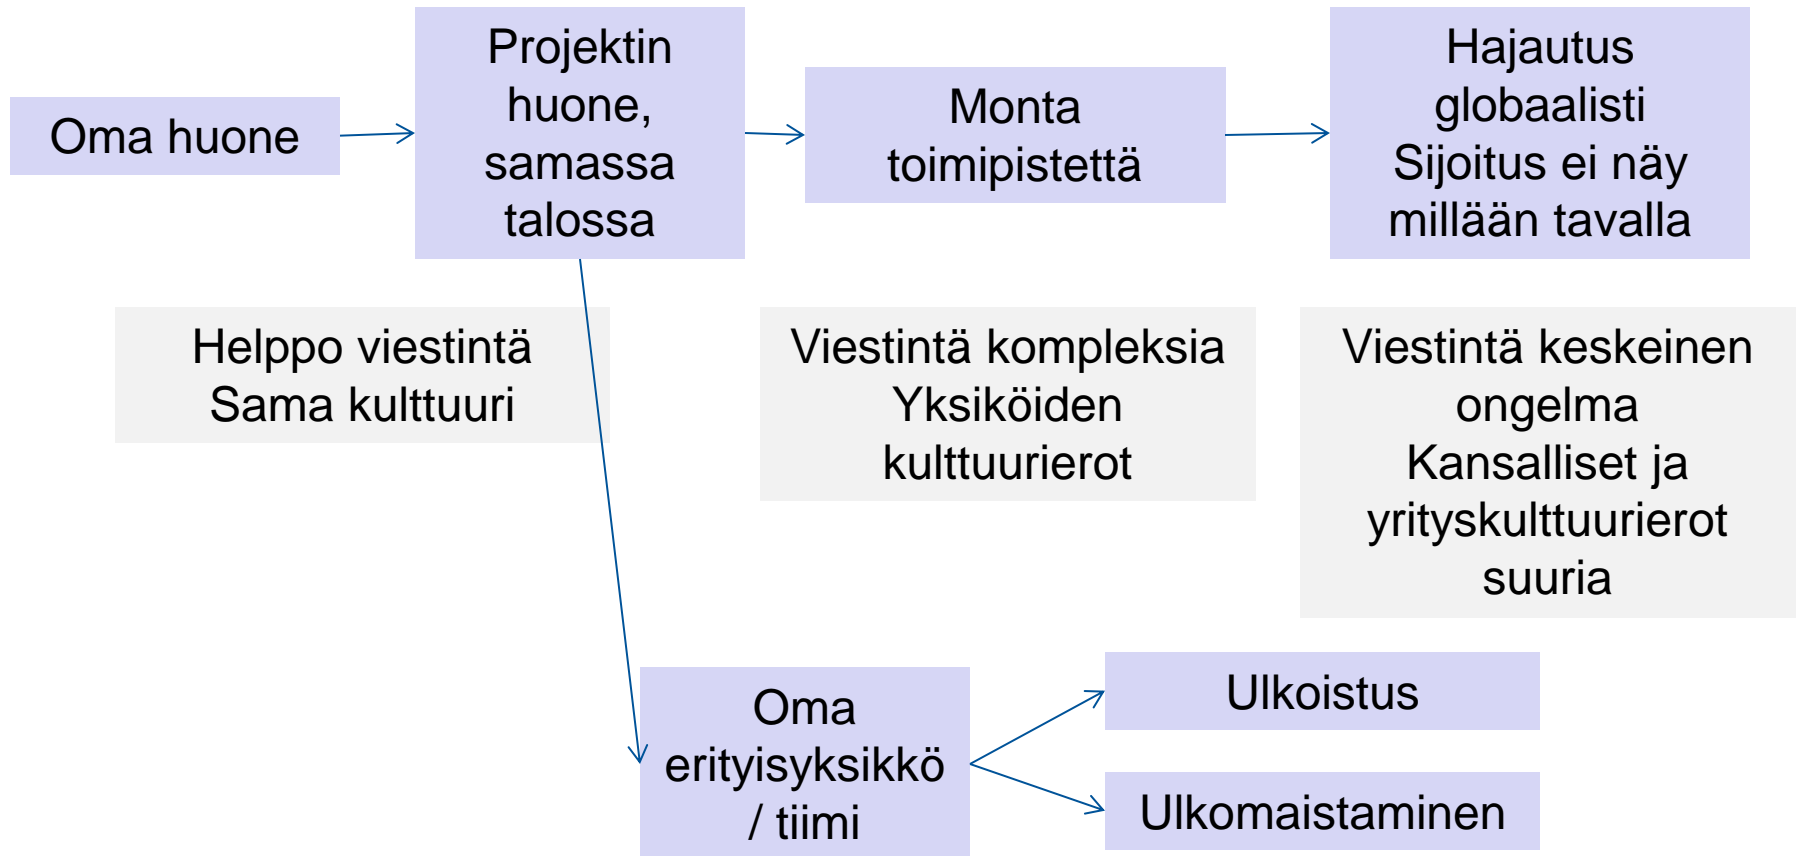 Oma huone
Projektin
huone,
samassa
talossa
Monta
toimipistettä
Hajautus
globaalisti
Sijoitus ei näy
millään tavalla
Helppo viestintä
Sama kulttuuri
Viestintä kompleksia
Yksiköiden
kulttuurierot
Viestintä keskeinen
ongelma
Kansalliset ja
yrityskulttuurierot
suuria
Oma
erityisyksikkö
/ tiimi
Ulkoistus
Ulkomaistaminen